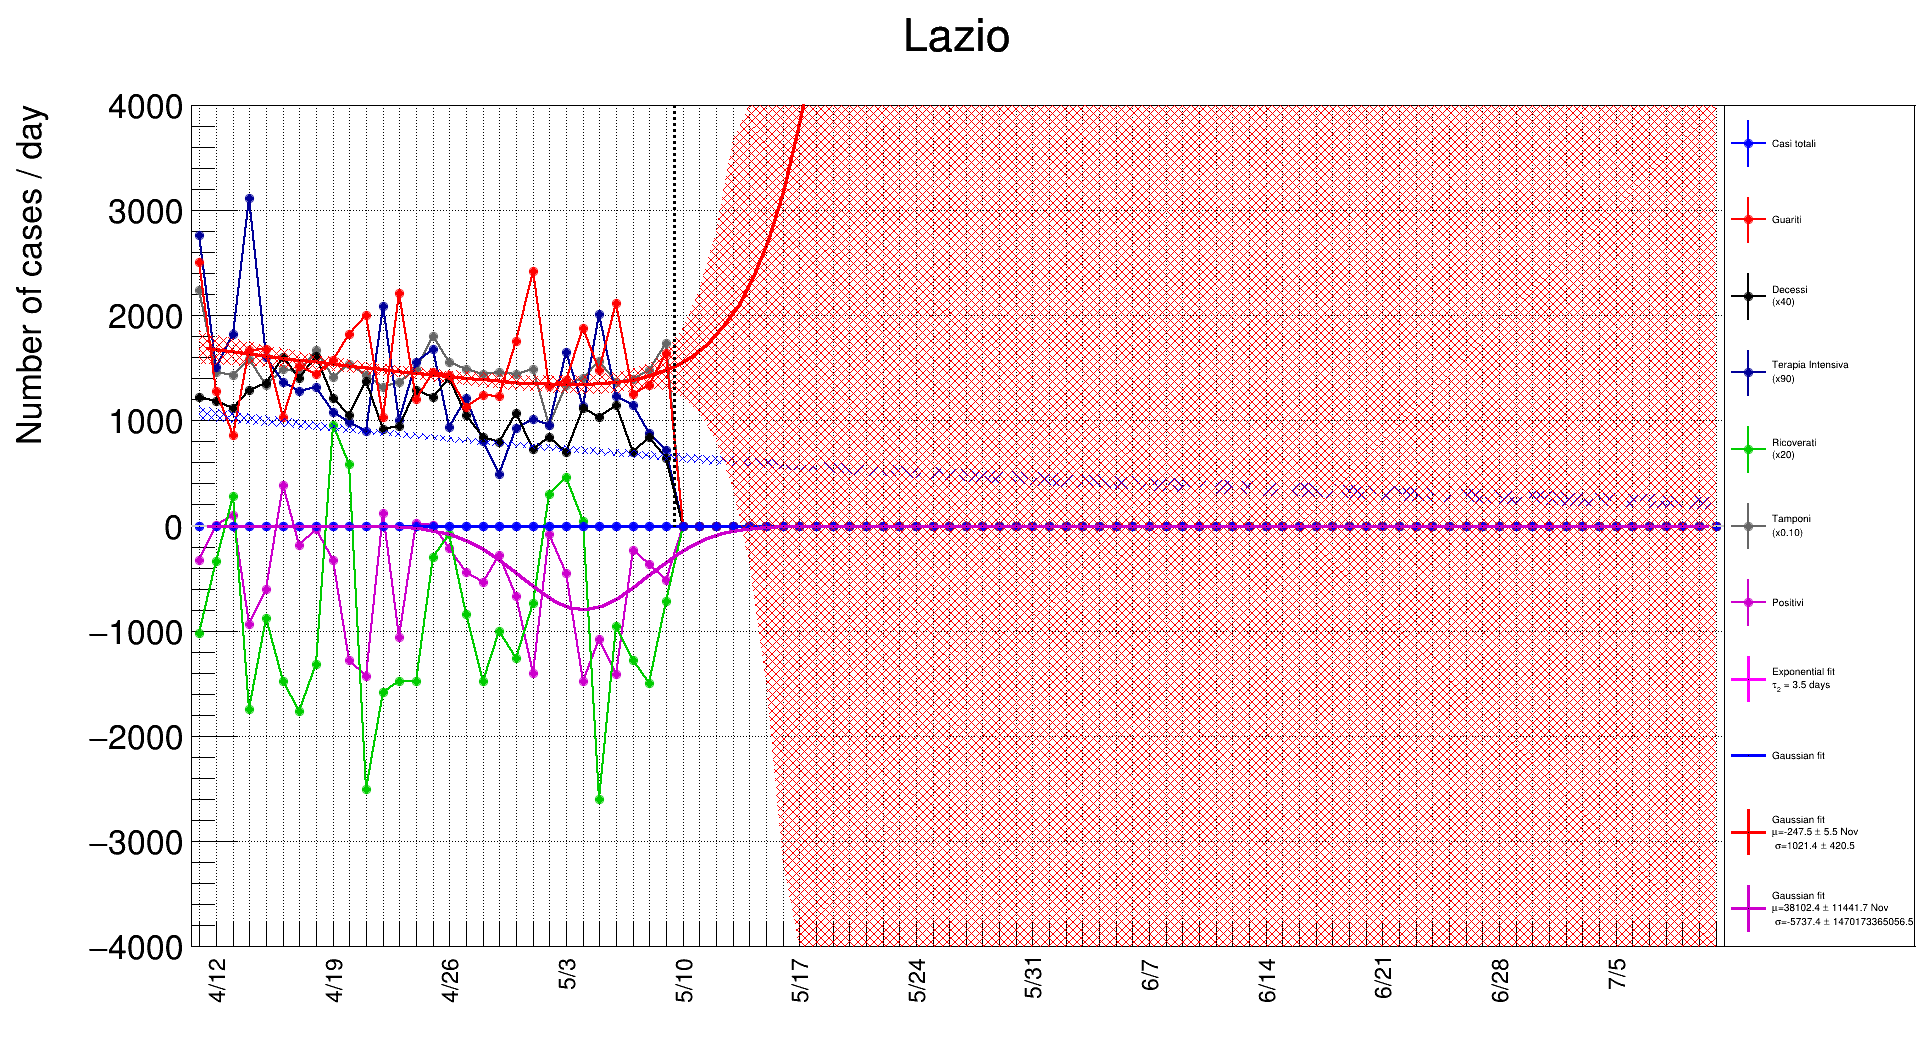 Lazio
Number of cases / day
4000
3000
2000
1000
0
−1000
−2000
−3000
−4000
4/12
4/19
4/26
5/3
5/10
5/17
5/24
5/31
6/7
6/14
6/21
6/28
7/5
Casi totali
Guariti
Decessi
(x40)
Terapia Intensiva
(x90)
Ricoverati
(x20)
Tamponi
(x0.10)
Positivi
Exponential fit
τ2 = 3.5 days
Gaussian fit
Gaussian fit
μ=-247.5 ± 5.5 Nov
σ=1021.4 ± 420.5
Gaussian fit
μ=38102.4 ± 11441.7 Nov
σ=-5737.4 ± 1470173365056.5